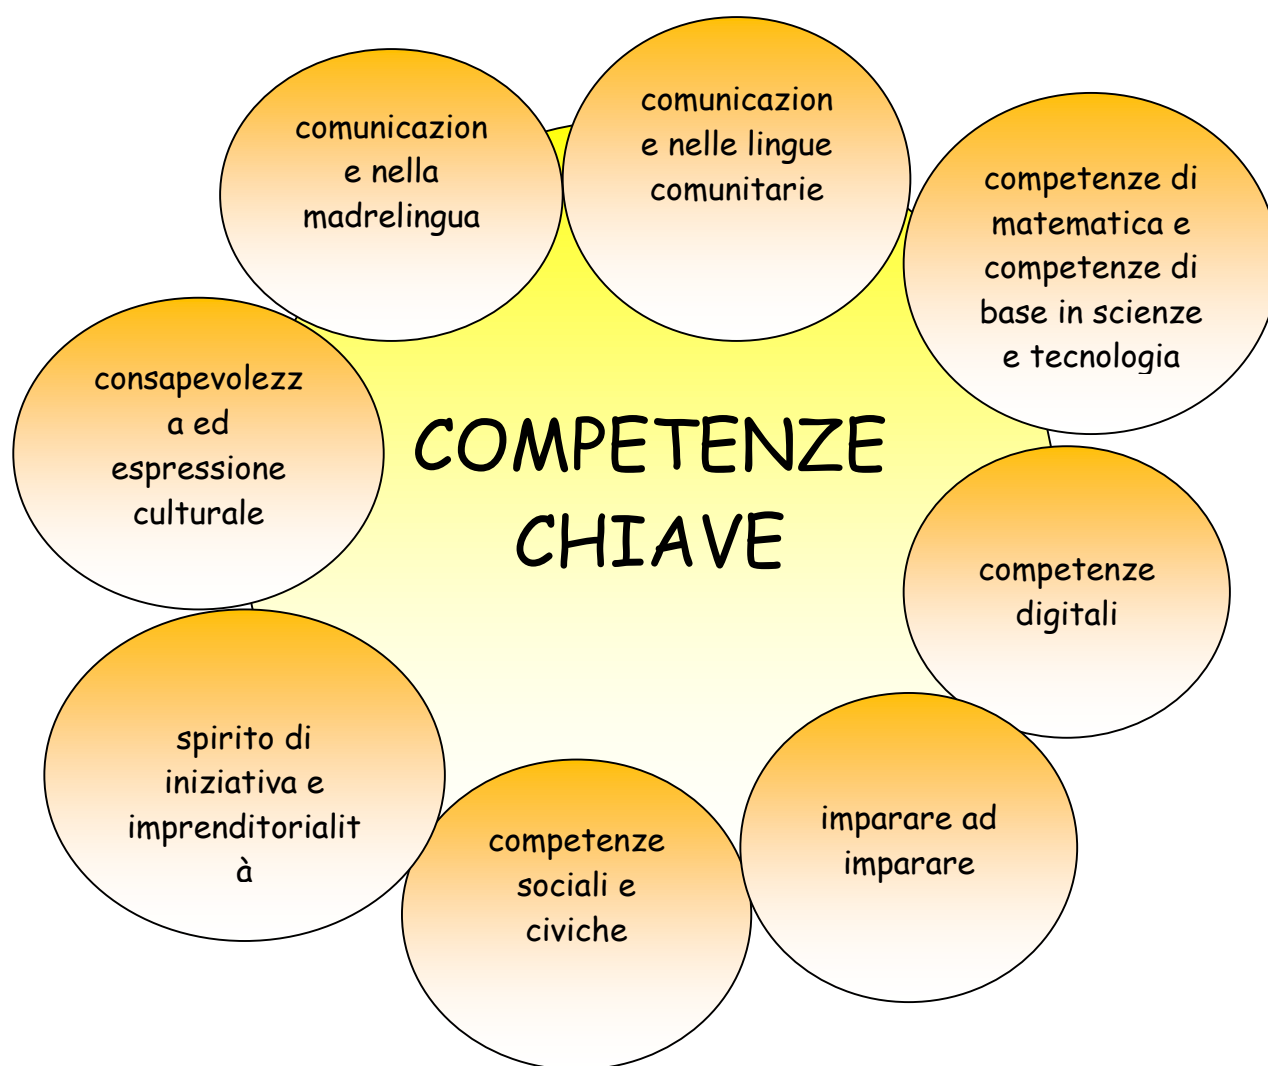 comunicazion
e nella
madrelingua
comunicazion
e nelle lingue
comunitarie
competenze di
matematica e
competenze di
base in scienze
e tecnologia
consapevolezz
a ed
espressione
culturale
COMPETENZE
CHIAVE
competenze
digitali
spirito di
iniziativa e
imprenditorialit
à
competenze
sociali e
civiche
imparare ad
imparare